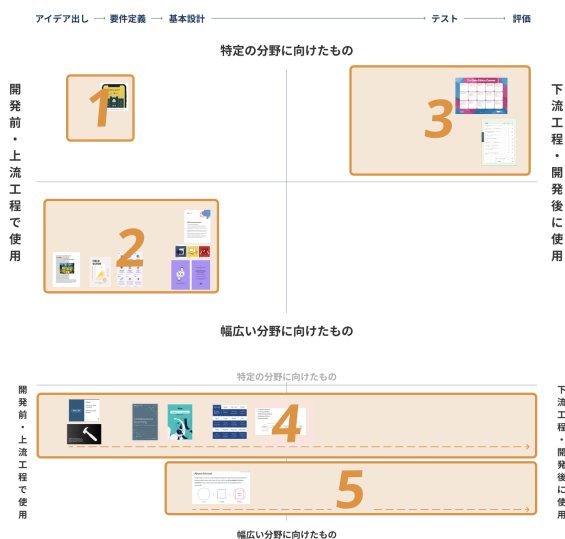 アイデア出し → 要件定義 → 基本設計 → テスト → 評価
特定の分野に向けたもの
開発前・上流工程で使用
下流工程・開発後に使用
1
3
2
幅広い分野に向けたもの
特定の分野に向けたもの
開発前・上流工程で使用
下流工程・開発後に使用
4
5
幅広い分野に向けたもの